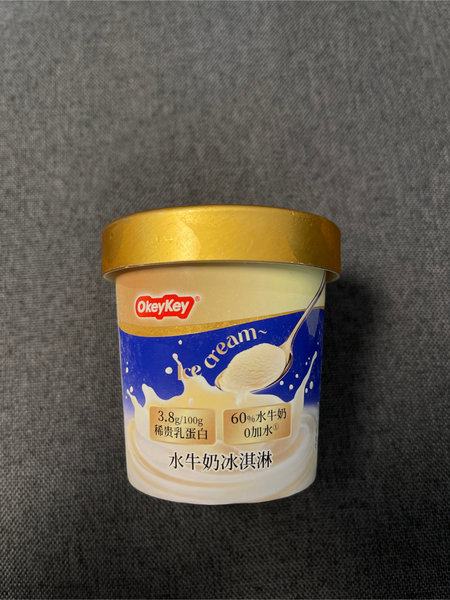 OkeyKey®
Ice cream~
3.8g/100g
稀贵乳蛋白
60%水牛奶
0加水①
水牛奶冰淇淋